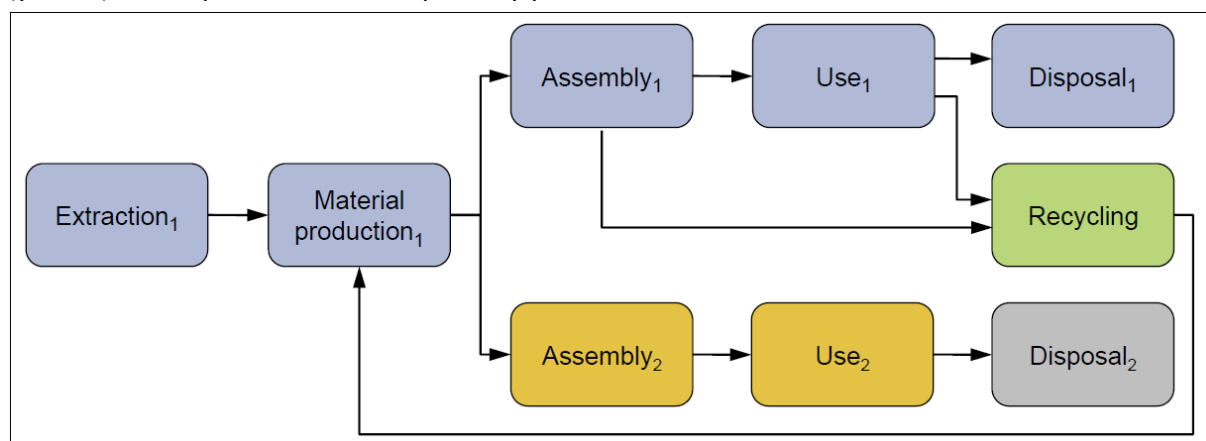 Assembly₁
Use₁
Disposal₁
Extraction₁
Material
production₁
Recycling
Assembly₂
Use₂
Disposal₂